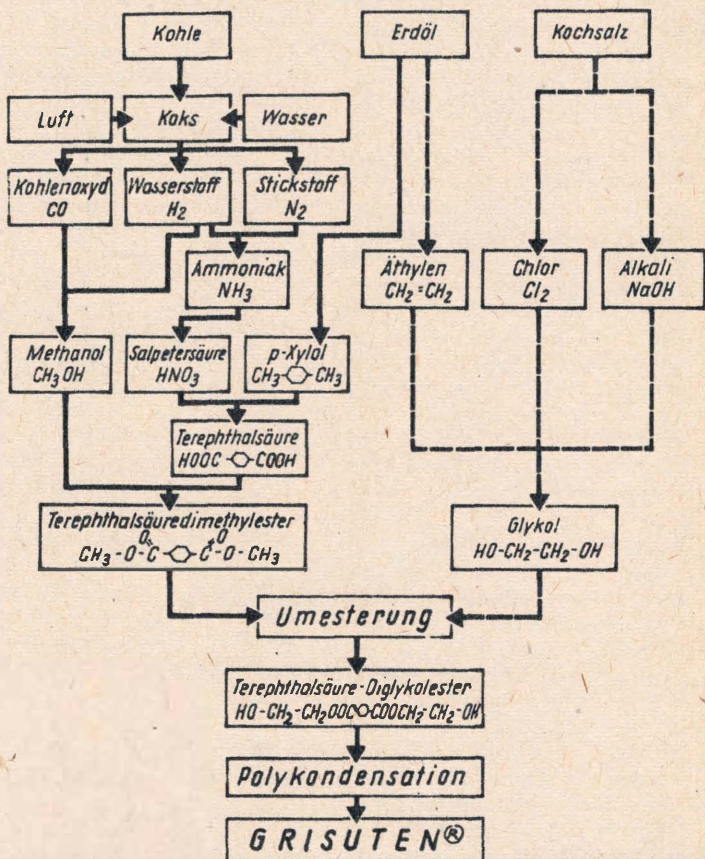 Kohle
Erdöl
Kochsalz
Luft
Koks
Wasser
Kohlenoxyd
CO
Wasserstoff
H2
Stickstoff
N2
Ammoniak
NH3
Äthylen
CH2=CH2
Chlor
Cl2
Alkali
NaOH
Methanol
CH3OH
Salpetersäure
HNO3
p-Xylol
CH3 CH3
Terephthalsäure
HOOC COOH
Terephthalsäuredimethylester
O O
CH3-O-C C-O-CH3
Glykol
HO-CH2-CH2-OH
Umesterung
Terephthalsäure-Diglykolester
HO-CH2-CH2OOC COOCH2-CH2-OH
Polykondensation
GRISUTEN®